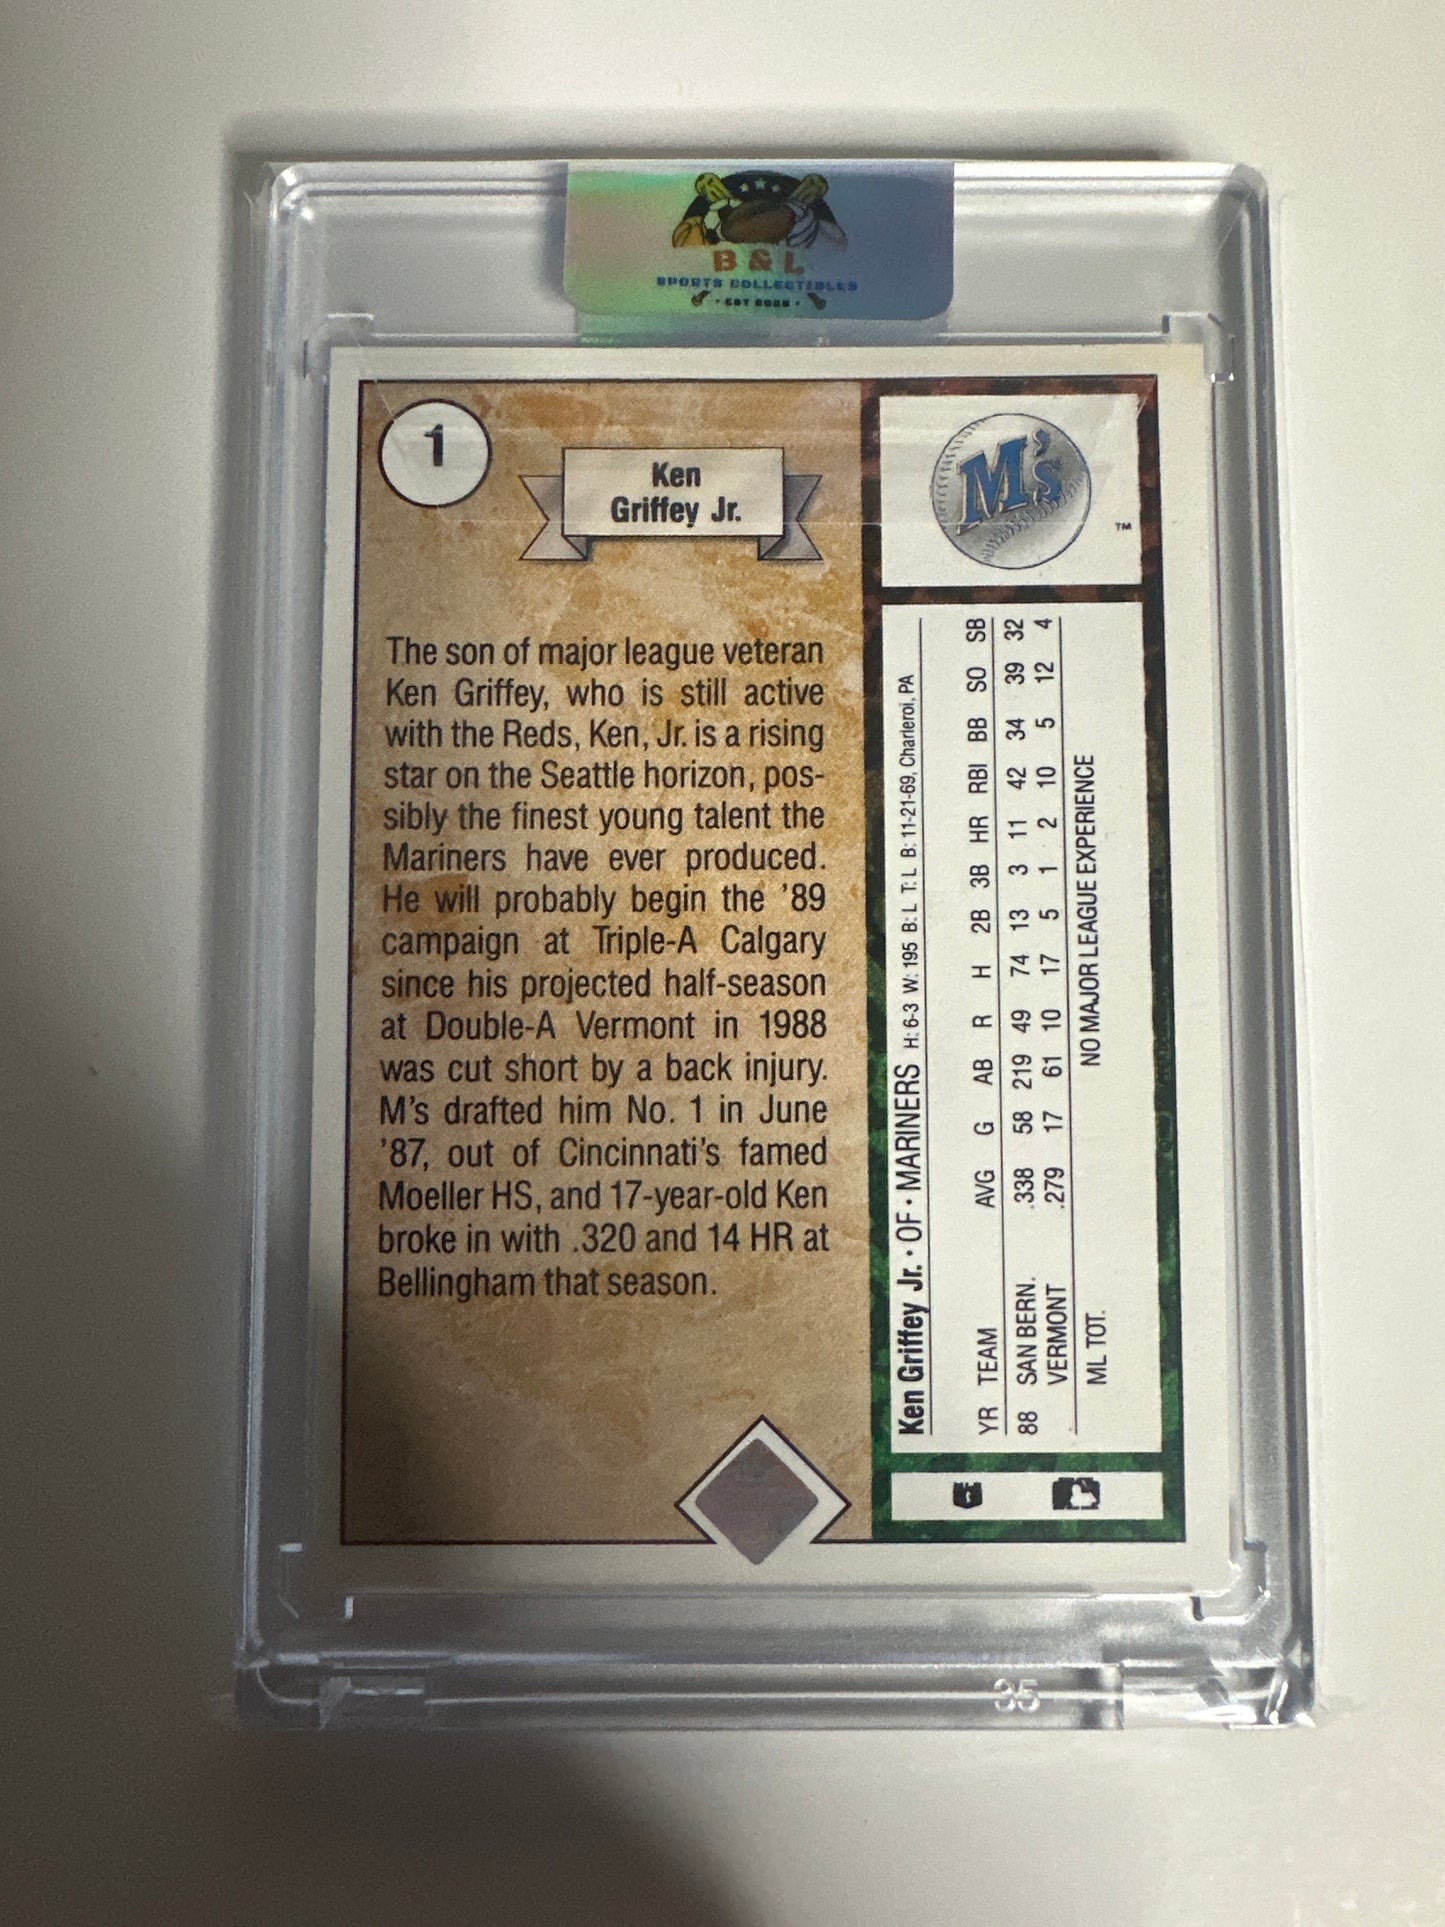 B & L
SPORTS COLLECTIBLES
1
Ken
Griffey Jr.
The son of major league veteran
Ken Griffey, who is still active
with the Reds, Ken, Jr. is a rising
star on the Seattle horizon, pos-
sibly the finest young talent the
Mariners have ever produced.
He will probably begin the '89
campaign at Triple-A Calgary
since his projected half-season
at Double-A Vermont in 1988
was cut short by a back injury.
M's drafted him No. 1 in June
'87, out of Cincinnati's famed
Moeller HS, and 17-year-old Ken
broke in with .320 and 14 HR at
Bellingham that season.
M's
TM
Ken Griffey Jr. • OF • MARINERS H: 6-3 W: 195 B: L T: L B: 11-21-69, Charleroi, PA
YR TEAM AVG G AB R H 2B 3B HR RBI BB SO SB
88 SAN BERN. .338 58 219 49 74 13 3 11 42 34 39 32
VERMONT .279 17 61 10 17 5 1 2 10 5 12 4
ML TOT. NO MAJOR LEAGUE EXPERIENCE
35